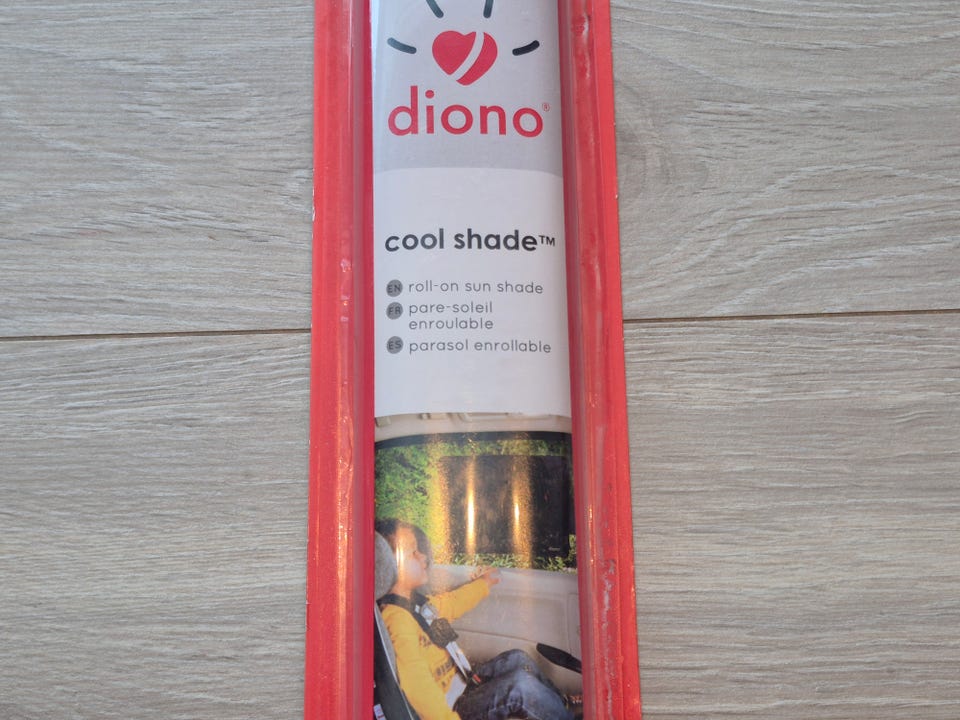 diono®
cool shade™
EN roll-on sun shade
FR pare-soleil
enroulable
ES parasol enrollable